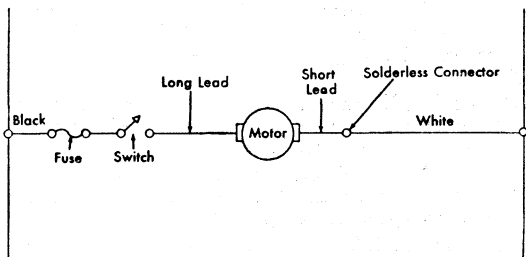 Long Lead
Short
Lead
Solderless Connector
Black
Motor
White
Fuse
Switch